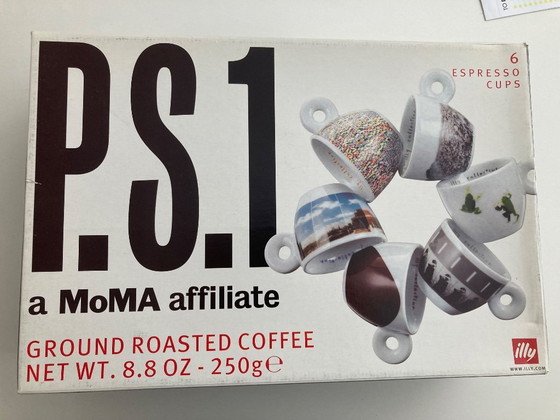 P.S.1
a MoMA affiliate
GROUND ROASTED COFFEE
NET WT. 8.8 OZ - 250g℮
6
ESPRESSO
CUPS
illy
WWW.ILLY.COM